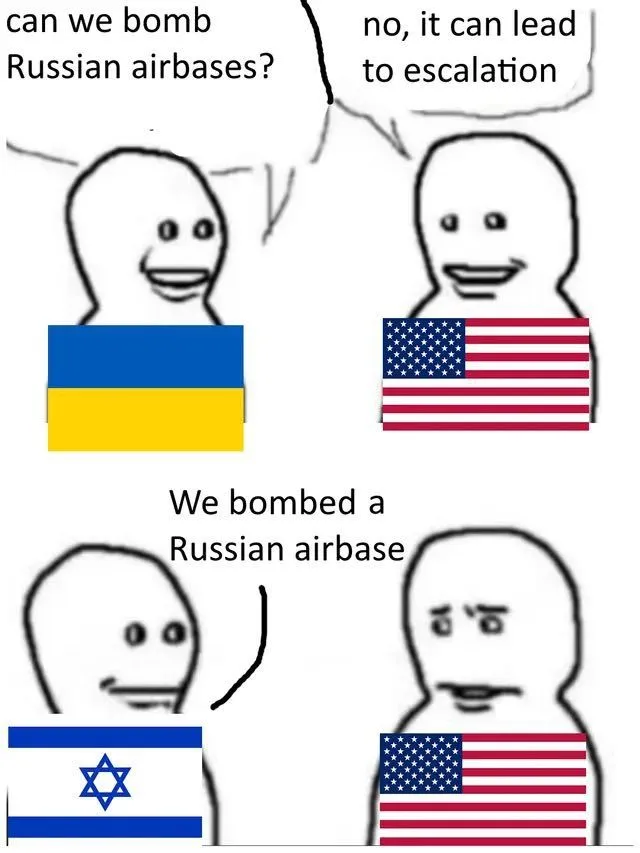 can we bomb
Russian airbases?
no, it can lead
to escalation
We bombed a
Russian airbase